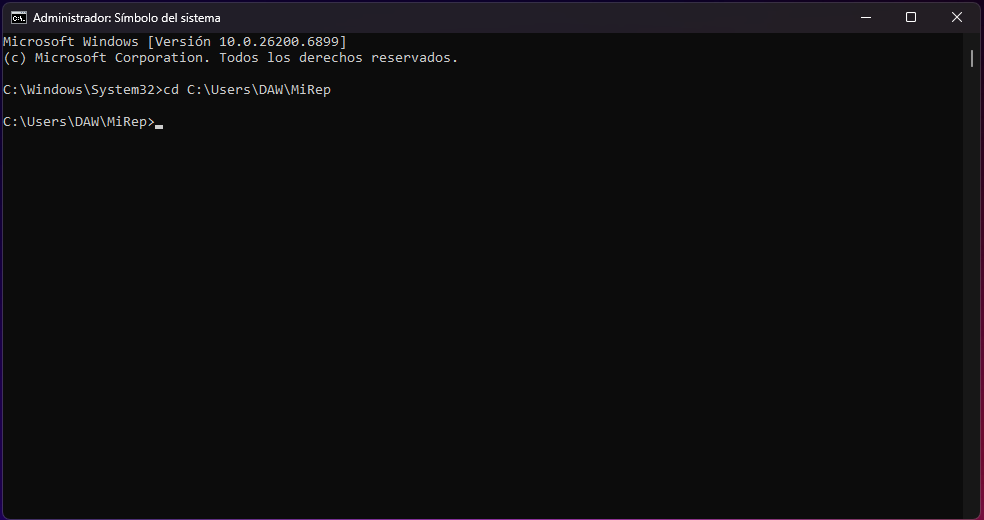 Administrador: Símbolo del sistema
Microsoft Windows [Versión 10.0.26200.6899]
(c) Microsoft Corporation. Todos los derechos reservados.
C:\Windows\System32>cd C:\Users\DAW\MiRep
C:\Users\DAW\MiRep>